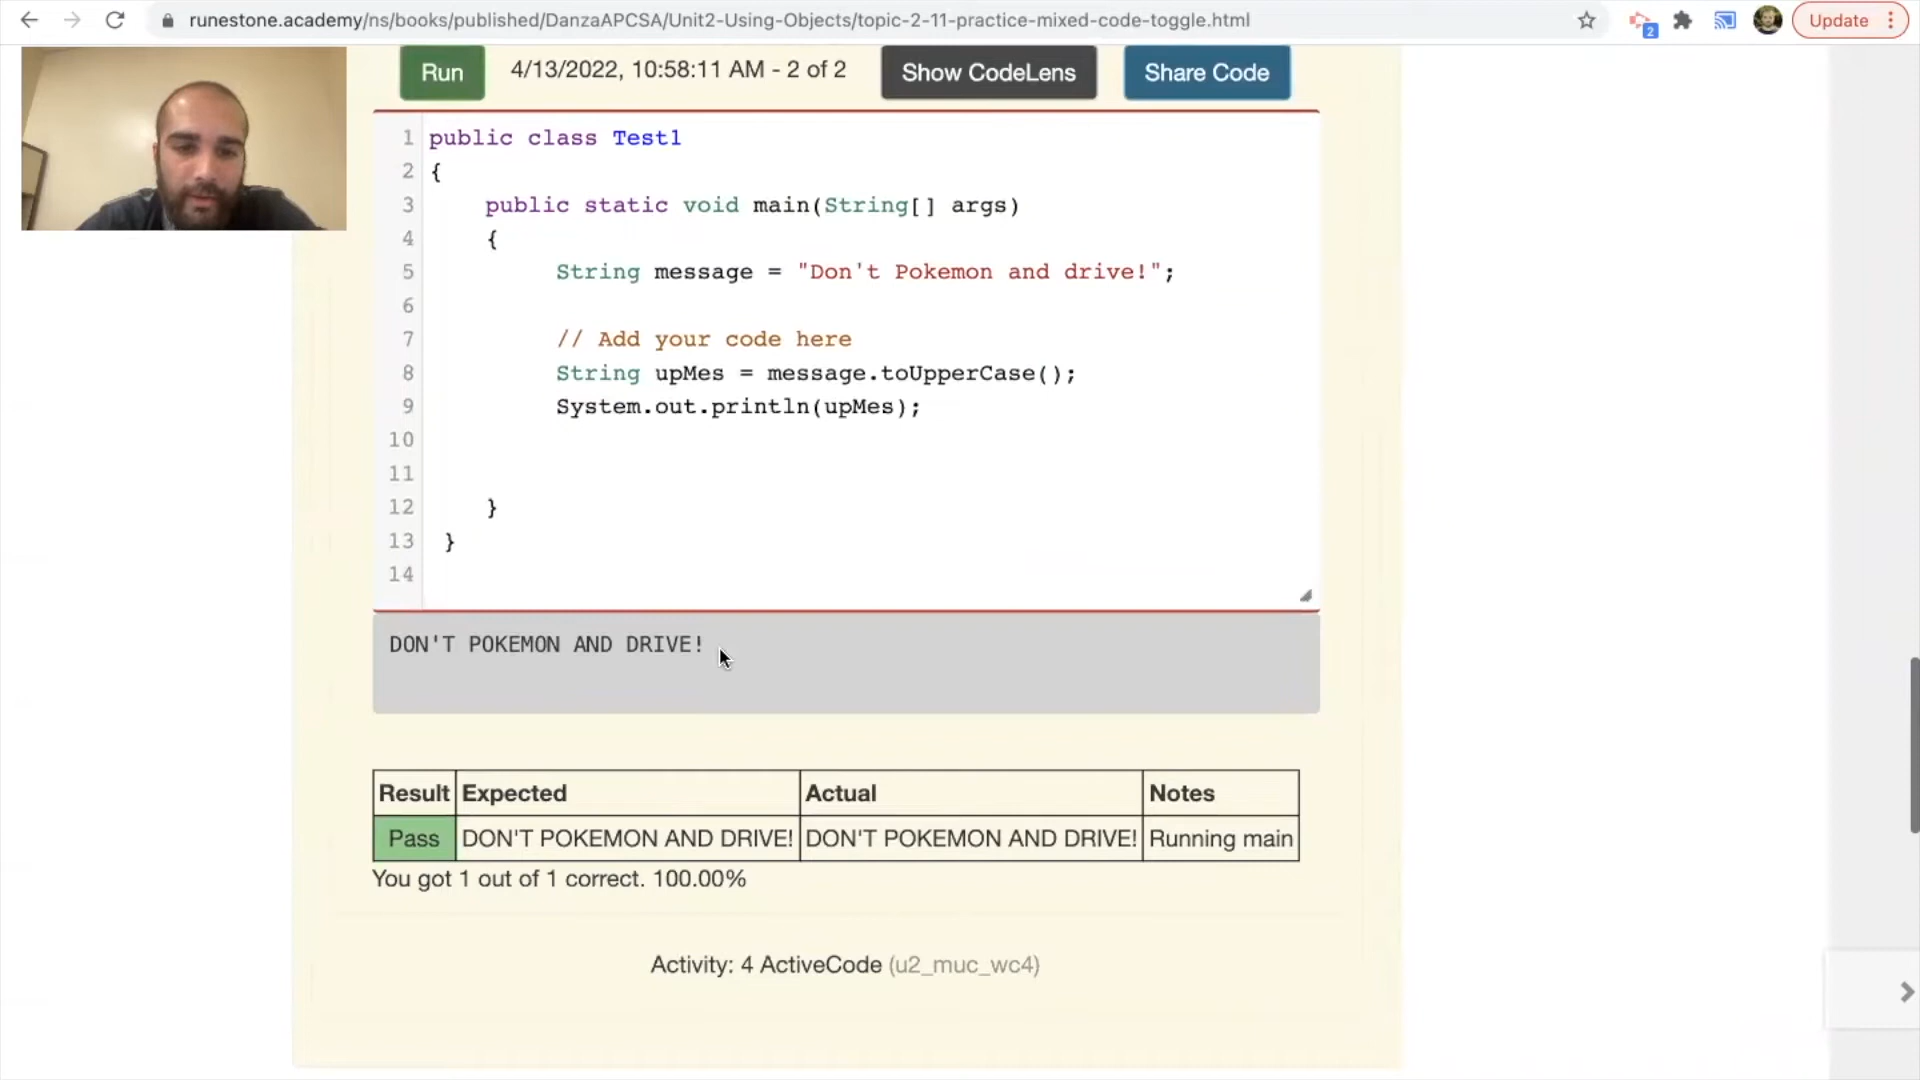 runestone.academy/ns/books/published/DanzaAPCSA/Unit2-Using-Objects/topic-2-11-practice-mixed-code-toggle.html
2
Update
Run
4/13/2022, 10:58:11 AM - 2 of 2
Show CodeLens
Share Code
1 public class Test1
2 {
3 public static void main(String[] args)
4 {
5 String message = "Don't Pokemon and drive!";
6
7 // Add your code here
8 String upMes = message.toUpperCase();
9 System.out.println(upMes);
10
11
12 }
13 }
14
DON'T POKEMON AND DRIVE!
Result Expected Actual Notes
Pass DON'T POKEMON AND DRIVE! DON'T POKEMON AND DRIVE! Running main
You got 1 out of 1 correct. 100.00%
Activity: 4 ActiveCode (u2_muc_wc4)